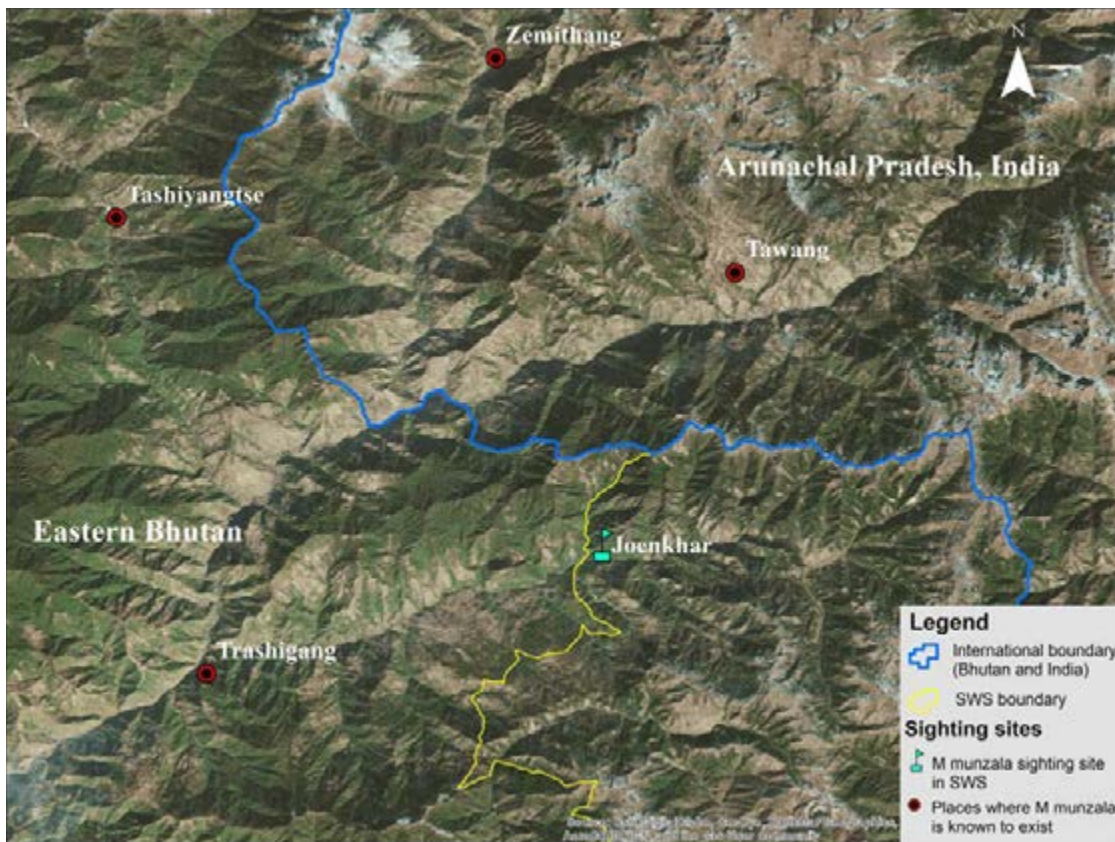 Zemithang
N
Arunachal Pradesh, India
Tashiyangtse
Tawang
Eastern Bhutan
Joenkhar
Trashigang
Legend
International boundary
(Bhutan and India)
SWS boundary
Sighting sites
M munzala sighting site
in SWS
Places where M munzala
is known to exist